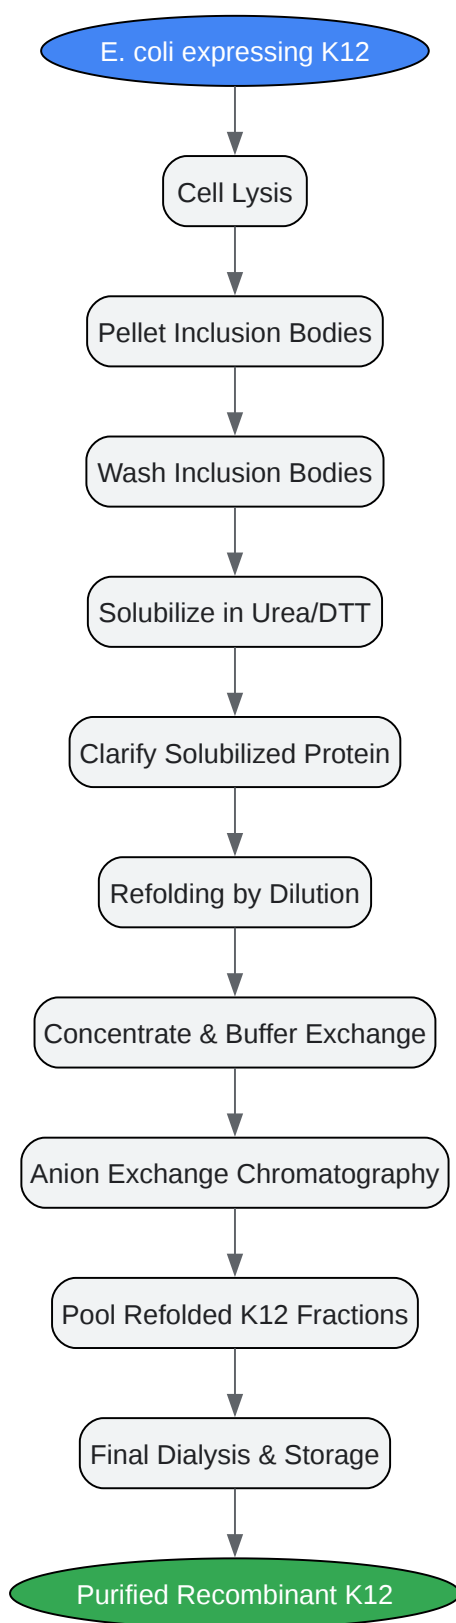 E. coli expressing K12
Cell Lysis
Pellet Inclusion Bodies
Wash Inclusion Bodies
Solubilize in Urea/DTT
Clarify Solubilized Protein
Refolding by Dilution
Concentrate & Buffer Exchange
Anion Exchange Chromatography
Pool Refolded K12 Fractions
Final Dialysis & Storage
Purified Recombinant K12